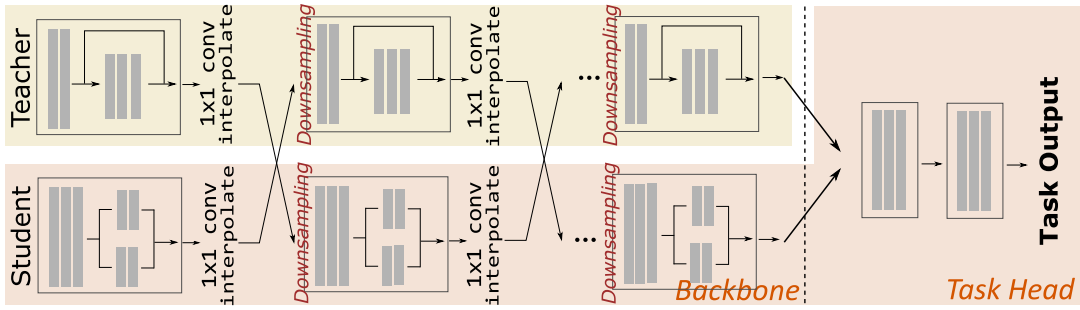 Teacher
1x1 conv
interpolate
Downsampling
1x1 conv
interpolate
...
Downsampling
Student
1x1 conv
interpolate
Downsampling
1x1 conv
interpolate
...
Downsampling
Backbone
Task Output
Task Head